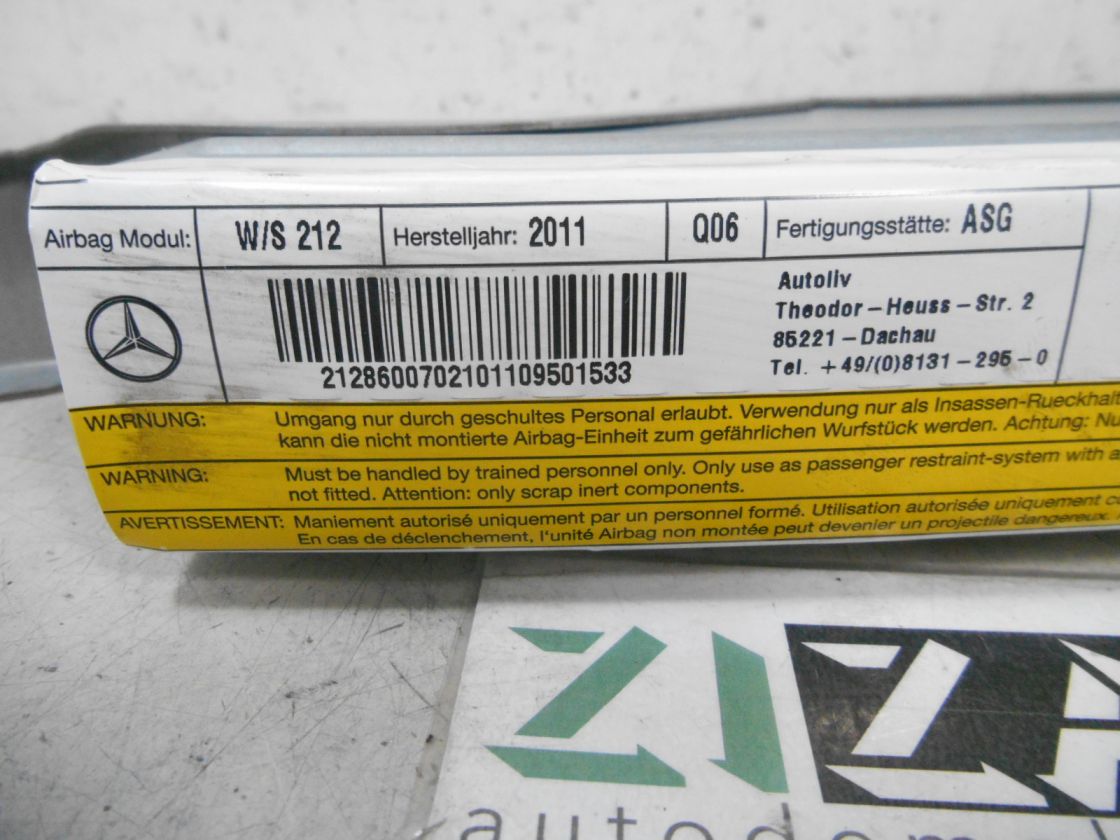 Airbag Modul: W/S 212 Herstelljahr: 2011 Q06 Fertigungsstätte: ASG
Autoliv
Theodor-Heuss-Str. 2
85221-Dachau
Tel. +49/(0)8131-295-0
2128600702101109501533
WARNUNG: Umgang nur durch geschultes Personal erlaubt. Verwendung nur als Insassen-Rueckhalt
kann die nicht montierte Airbag-Einheit zum gefährlichen Wurfstück werden. Achtung: Nu
WARNING: Must be handled by trained personnel only. Only use as passenger restraint-system with a
not fitted. Attention: only scrap inert components.
AVERTISSEMENT: Maniement autorisé uniquement par un personnel formé. Utilisation autorisée uniquement
En cas de déclenchement, l'unité Airbag non montée peut devenir un projectile dangereux.